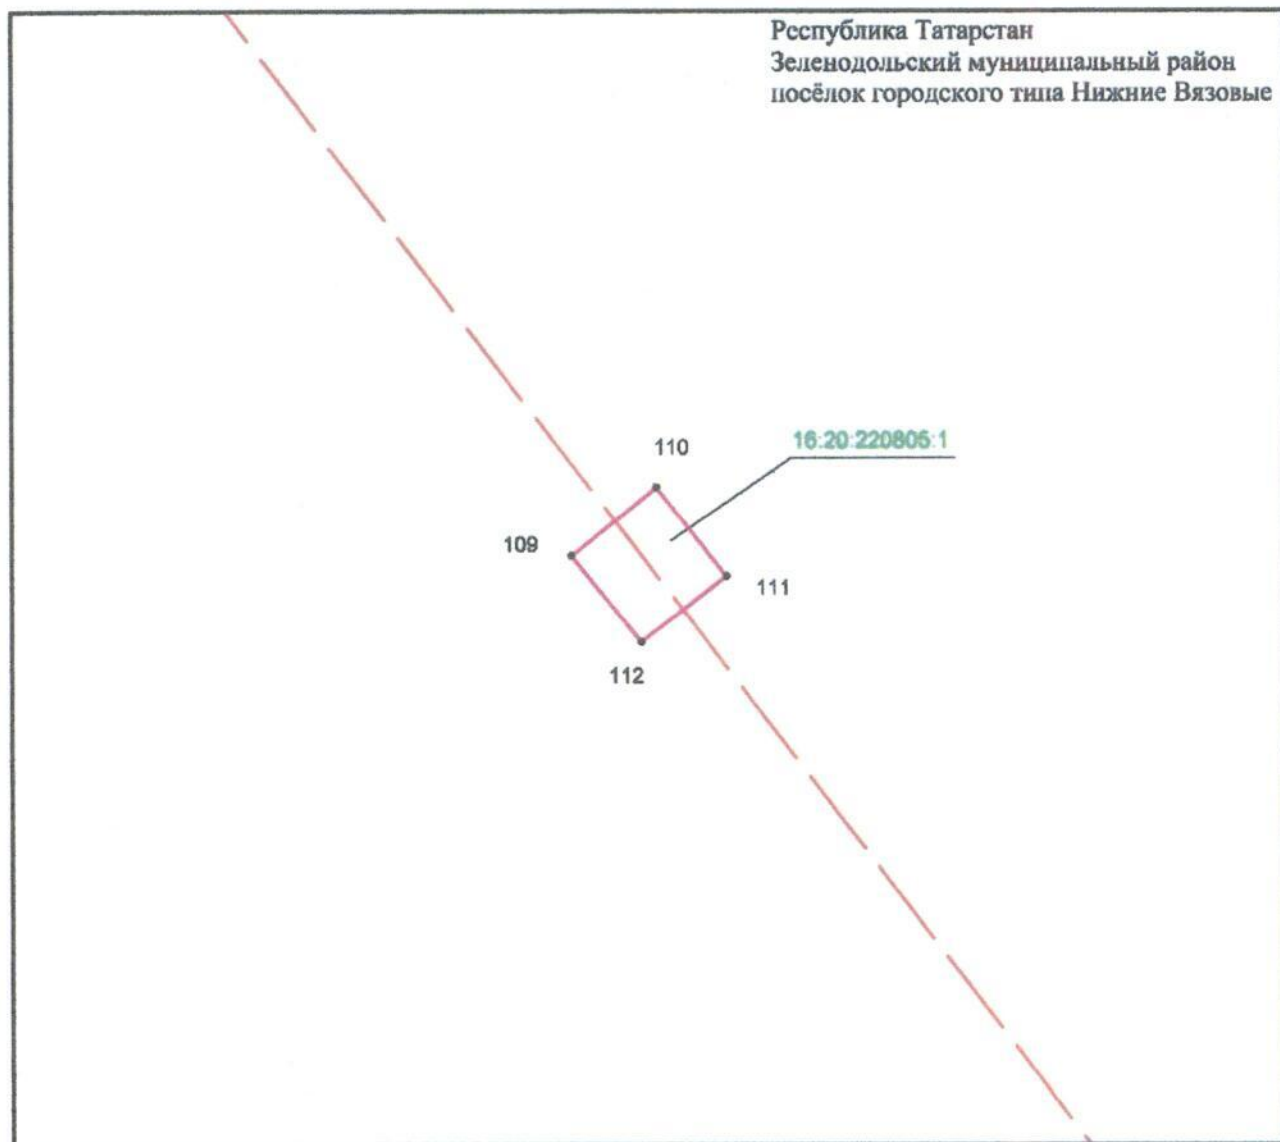 Республика Татарстан
Зеленодольский муниципальный район
посёлок городского типа Нижние Вязовые
16:20:220805:1
110
109
111
112